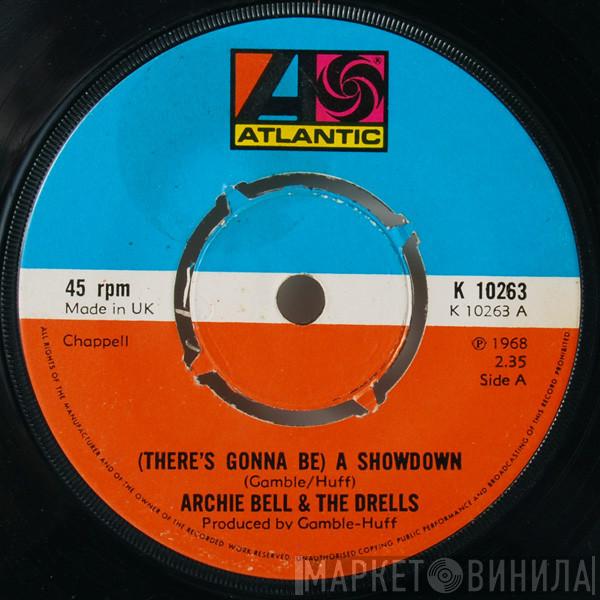 ATLANTIC
®
45 rpm
Made in UK
K 10263
K 10263 A
Chappell
℗ 1968
2.35
Side A
(THERE'S GONNA BE) A SHOWDOWN
(Gamble/Huff)
ARCHIE BELL & THE DRELLS
Produced by Gamble-Huff
ALL RIGHTS OF THE MANUFACTURER AND OF THE OWNER OF THE RECORDED WORK RESERVED. UNAUTHORISED COPYING PUBLIC PERFORMANCE AND BROADCASTING OF THIS RECORD PROHIBITED
МАРКЕТ ВИНИЛА